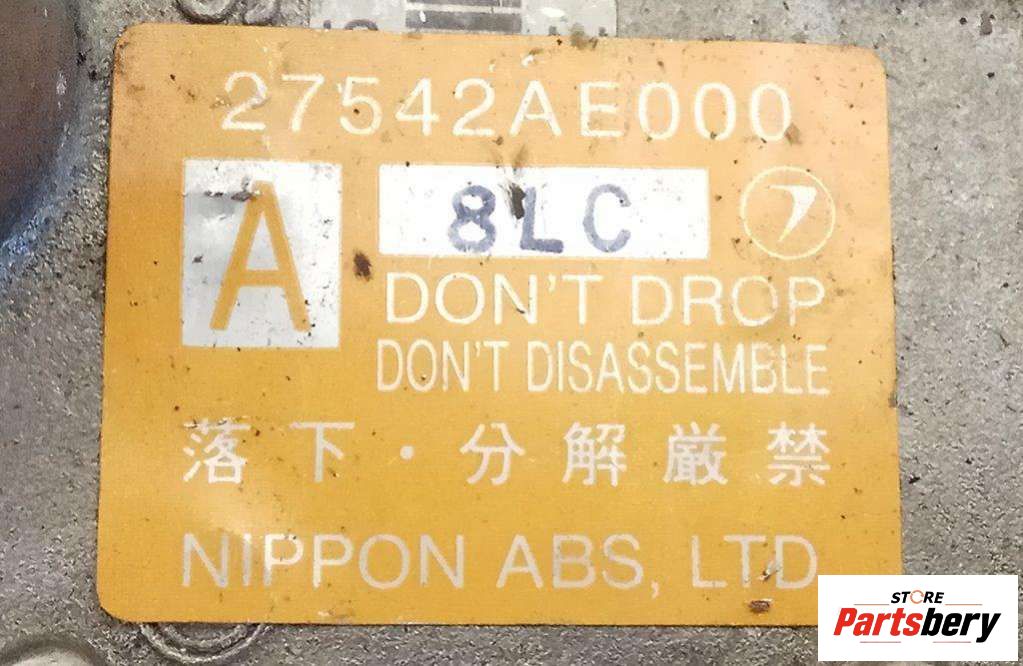 27542AE000
A
8LC
DON'T DROP
DON'T DISASSEMBLE
落下・分解厳禁
NIPPON ABS, LTD
STORE
Partsbery